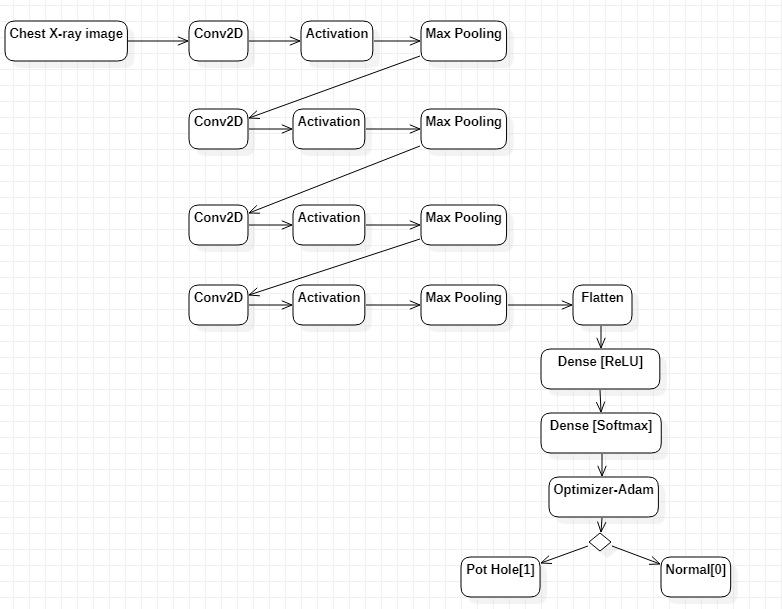 Chest X-ray image
Conv2D
Activation
Max Pooling
Conv2D
Activation
Max Pooling
Conv2D
Activation
Max Pooling
Conv2D
Activation
Max Pooling
Flatten
Dense [ReLU]
Dense [Softmax]
Optimizer-Adam
Pot Hole[1]
Normal[0]